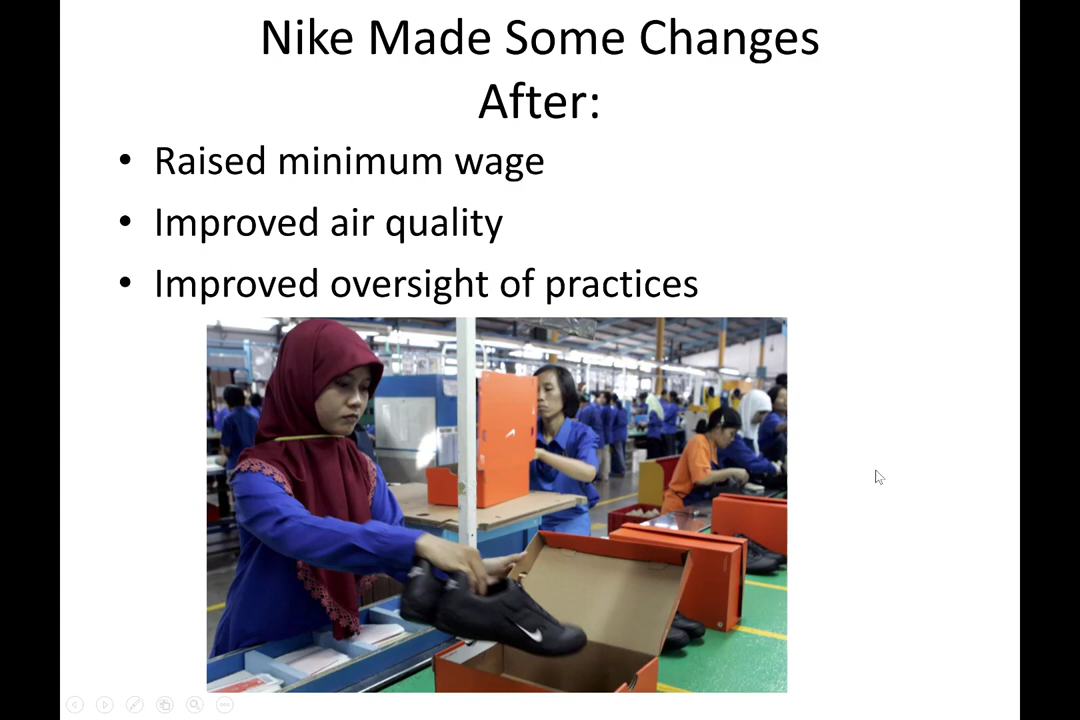 Nike Made Some Changes
After:
• Raised minimum wage
• Improved air quality
• Improved oversight of practices